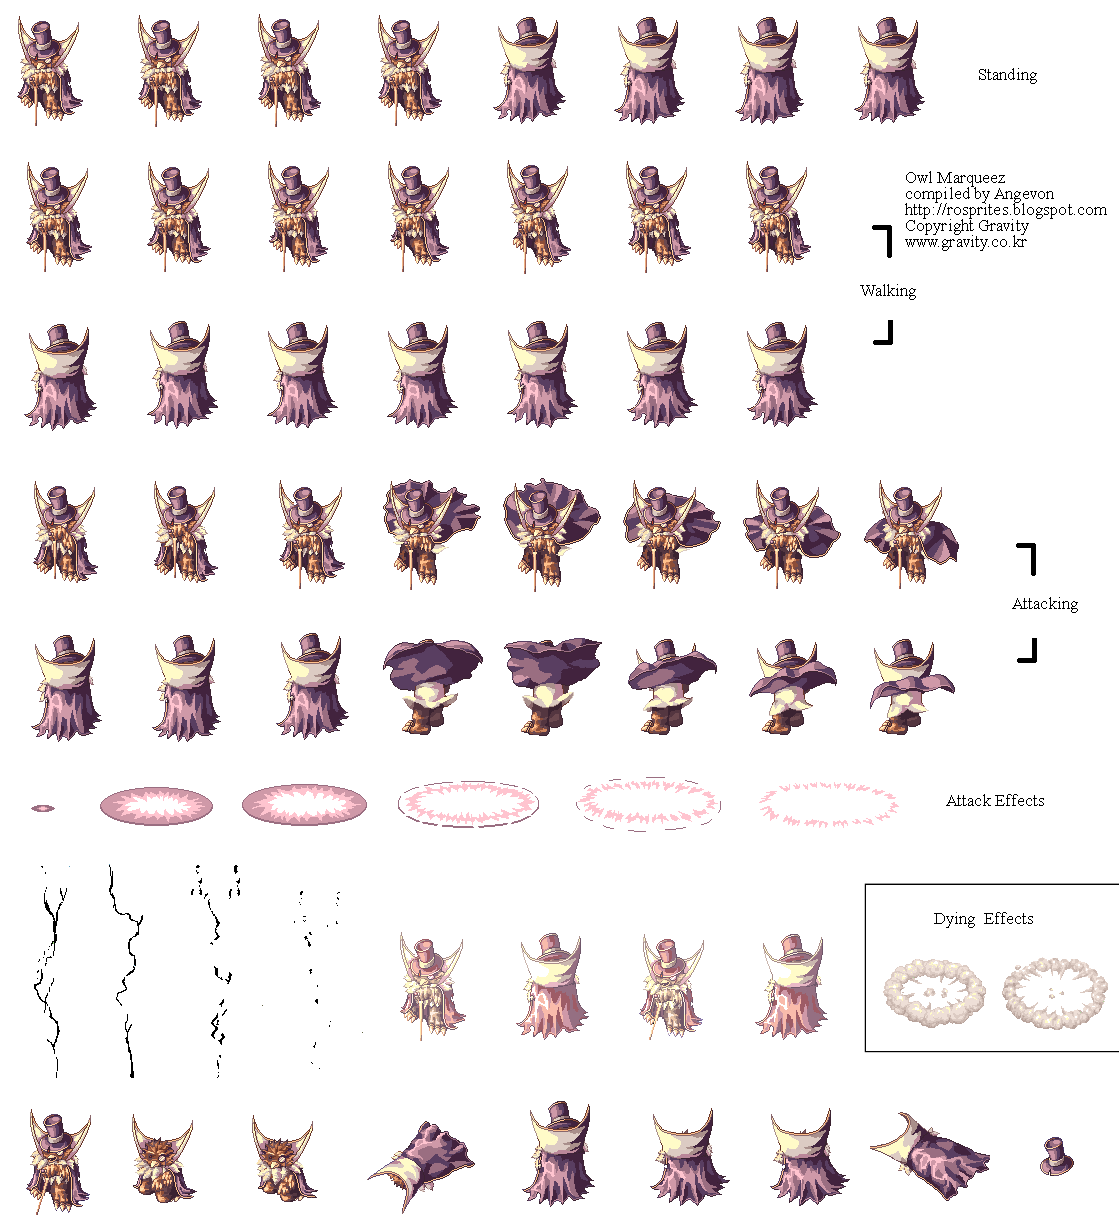 Standing
Owl Marqueez
compiled by Angevon
http://rosprites.blogspot.com
Copyright Gravity
www.gravity.co.kr
Walking
Attacking
Attack Effects
Dying Effects